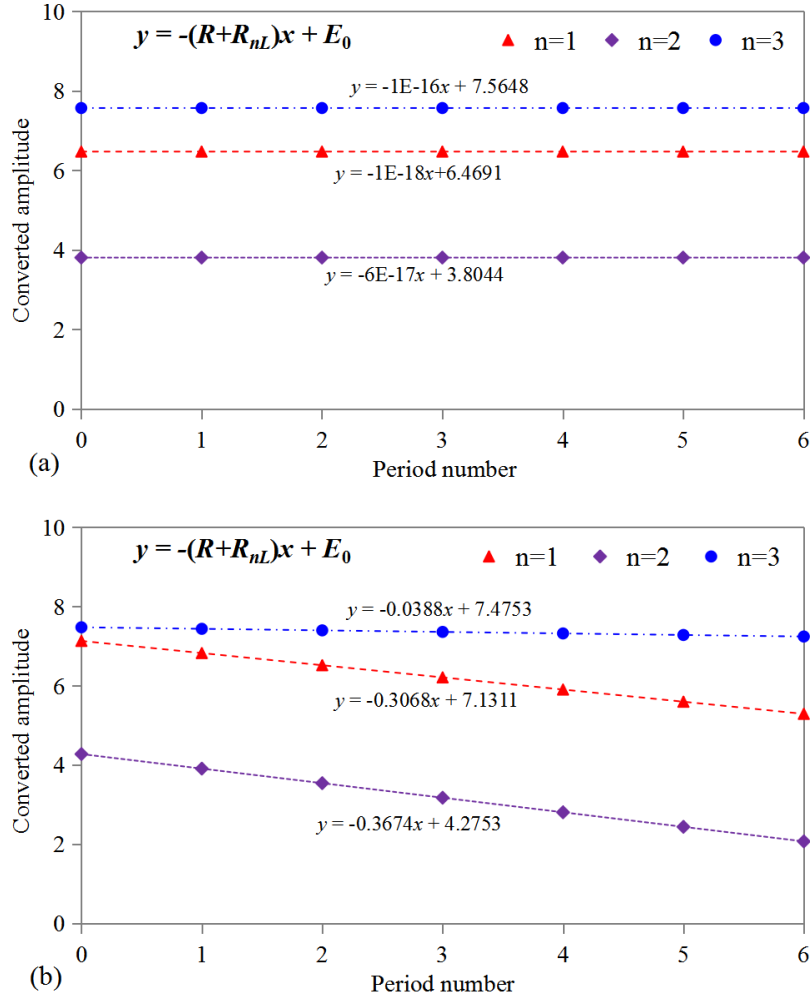 10
y = -(R+RnL)x + E0
n=1
n=2
n=3
8
y = -1E-16x + 7.5648
6
y = -1E-18x+6.4691
Converted amplitude
4
y = -6E-17x + 3.8044
2
0
0 1 2 3 4 5 6
(a)
Period number
10
y = -(R+RnL)x + E0
n=1
n=2
n=3
8
y = -0.0388x + 7.4753
6
y = -0.3068x + 7.1311
Converted amplitude
4
y = -0.3674x + 4.2753
2
0
0 1 2 3 4 5 6
(b)
Period number